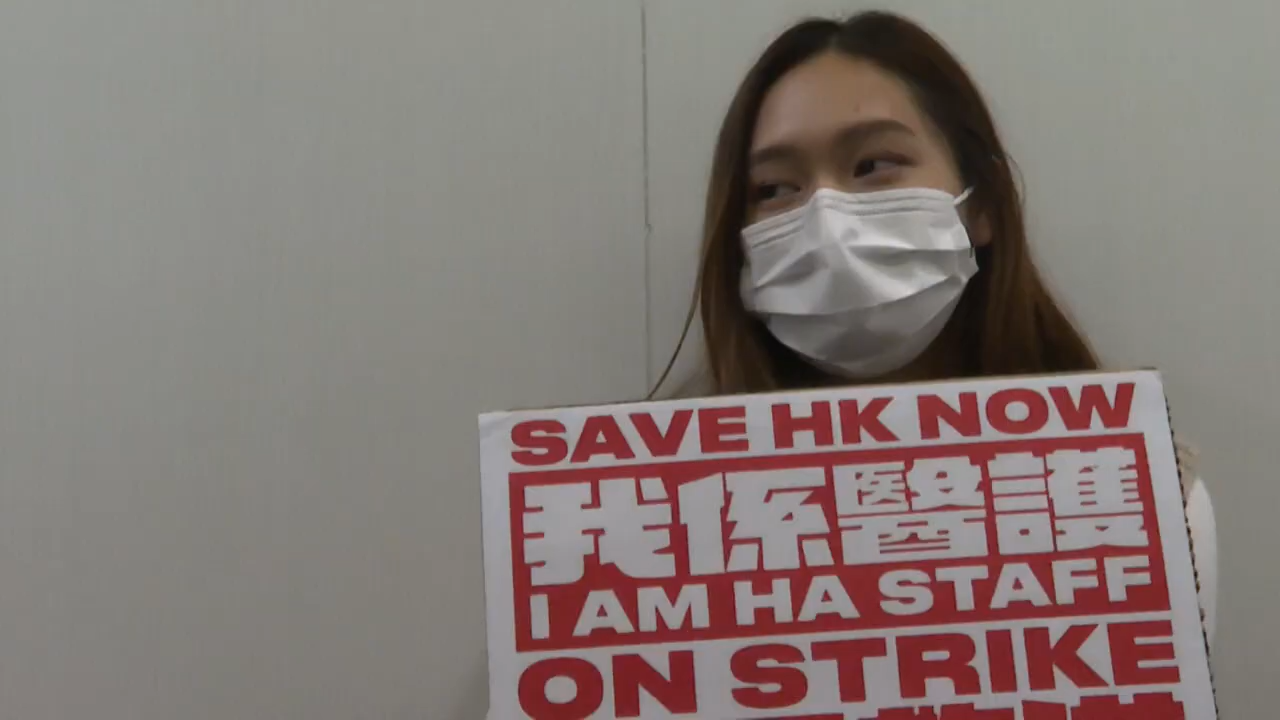 SAVE HK NOW
我係醫護
I AM HA STAFF
ON STRIKE